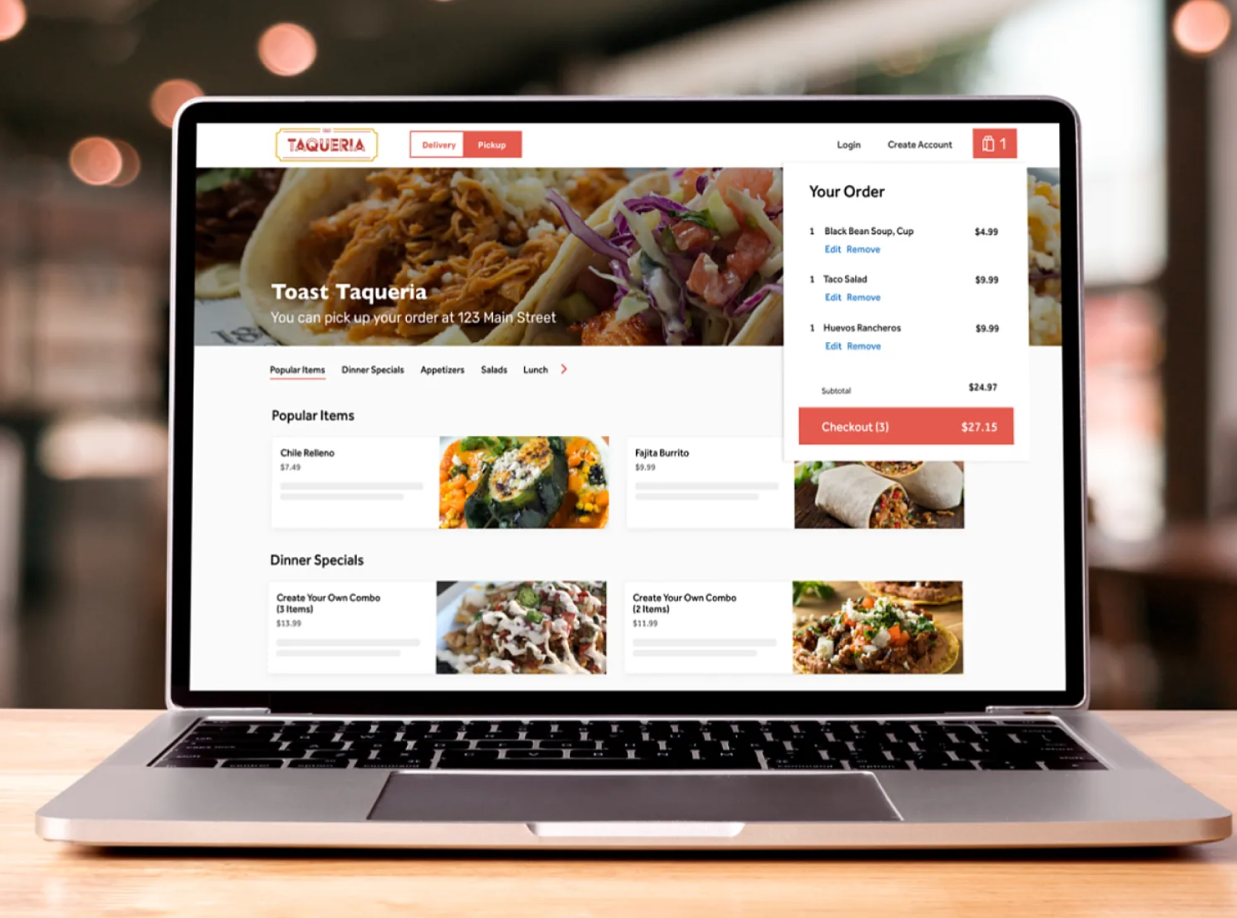 TAQUERIA
Delivery Pickup
Login Create Account 1
Toast Taqueria
You can pick up your order at 123 Main Street
Your Order
1 Black Bean Soup, Cup $4.99
Edit Remove
1 Taco Salad $9.99
Edit Remove
1 Huevos Rancheros $9.99
Edit Remove
Subtotal $24.97
Checkout (3) $27.15
Popular Items Dinner Specials Appetizers Salads Lunch
Popular Items
Chile Relleno
$7.49
Fajita Burrito
$9.99
Dinner Specials
Create Your Own Combo
(3 Items)
$13.99
Create Your Own Combo
(2 Items)
$11.99